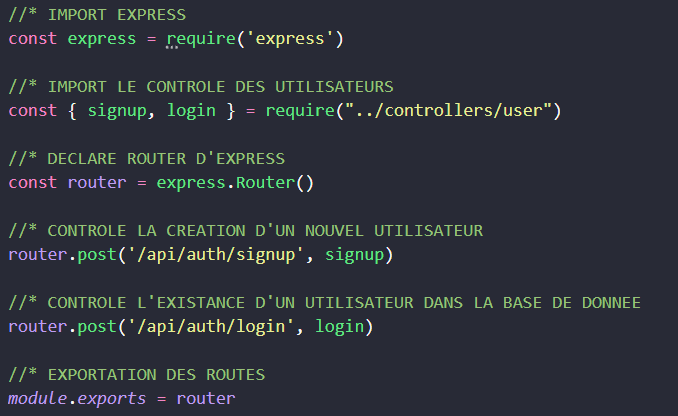 //* IMPORT EXPRESS
const express = require('express')
//* IMPORT LE CONTROLE DES UTILISATEURS
const { signup, login } = require("../controllers/user")
//* DECLARE ROUTER D'EXPRESS
const router = express.Router()
//* CONTROLE LA CREATION D'UN NOUVEL UTILISATEUR
router.post('/api/auth/signup', signup)
//* CONTROLE L'EXISTANCE D'UN UTILISATEUR DANS LA BASE DE DONNEE
router.post('/api/auth/login', login)
//* EXPORTATION DES ROUTES
module.exports = router